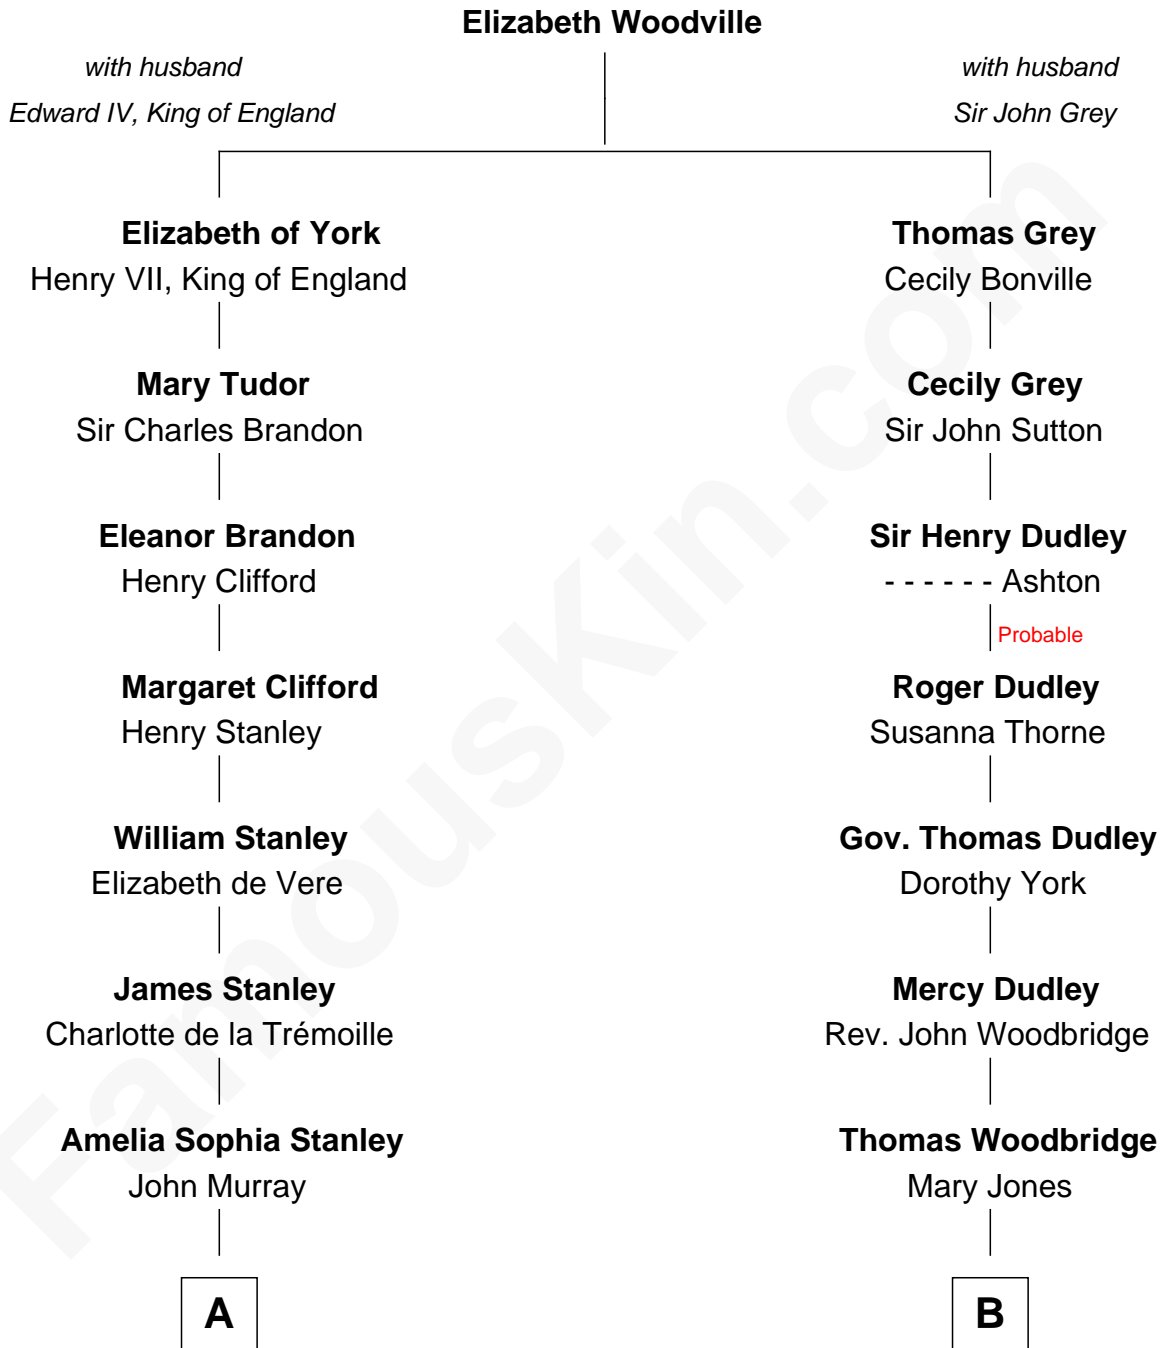 Elizabeth Woodville
with husband
Edward IV, King of England
with husband
Sir John Grey
Elizabeth of York
Henry VII, King of England
Thomas Grey
Cecily Bonville
Mary Tudor
Sir Charles Brandon
Cecily Grey
Sir John Sutton
Eleanor Brandon
Henry Clifford
Sir Henry Dudley
- - - - - - Ashton
Probable
Margaret Clifford
Henry Stanley
Roger Dudley
Susanna Thorne
William Stanley
Elizabeth de Vere
Gov. Thomas Dudley
Dorothy York
James Stanley
Charlotte de la Trémoille
Mercy Dudley
Rev. John Woodbridge
Amelia Sophia Stanley
John Murray
Thomas Woodbridge
Mary Jones
A
B
FamousKin.com